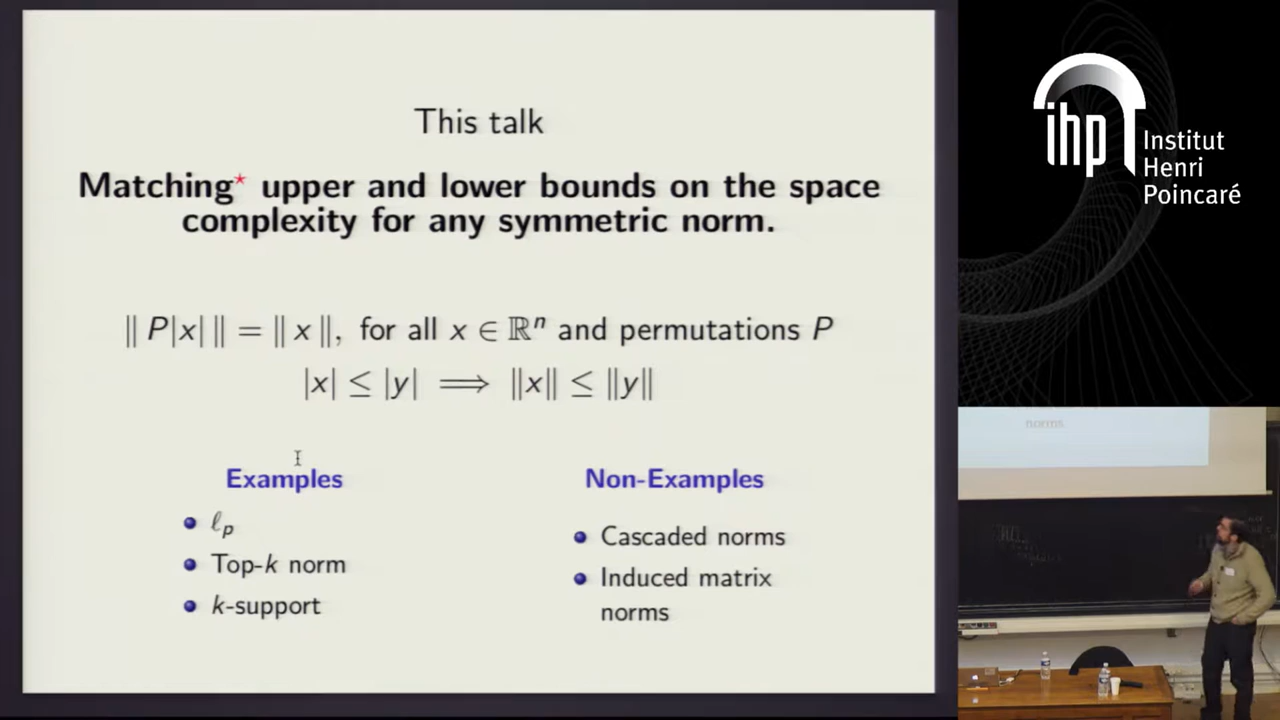 This talk
Matching* upper and lower bounds on the space
complexity for any symmetric norm.
‖ P|x| ‖ = ‖ x ‖, for all x ∈ ℝⁿ and permutations P
|x| ≤ |y| ⟹ ‖x‖ ≤ ‖y‖
Examples
• ℓₚ
• Top-k norm
• k-support
Non-Examples
• Cascaded norms
• Induced matrix
norms
ihp
Institut
Henri
Poincaré
norms